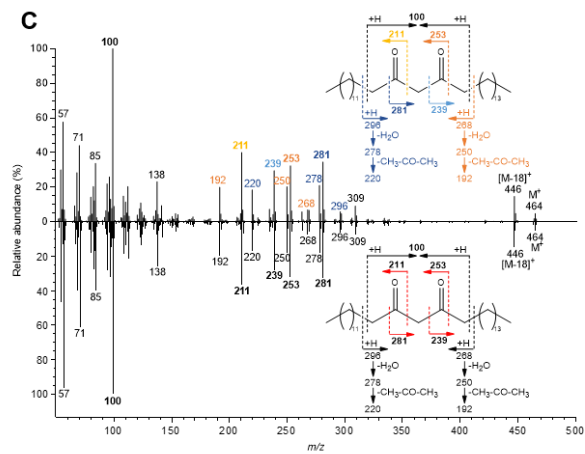 C
100
+H +H
211 253
O O
( )11 ( )13
281 239
+H +H
296 268
-H2O -H2O
278 250
-CH3-CO-CH3 -CH3-CO-CH3
220 192
Relative abundance (%)
100
80
60
40
20
0
20
40
60
80
100
100
57
71
85
138
192
211
220
239
250
253
268
278
281
296
309
[M-18]+
446
M+
464
57
71
85
100
138
192
211
220
239
250
253
268
278
281
296
309
446
[M-18]+
464
M+
100
+H +H
211 253
O O
( )11 ( )13
281 239
+H +H
296 268
-H2O -H2O
278 250
-CH3-CO-CH3 -CH3-CO-CH3
220 192
50 100 150 200 250 300 350 400 450 500
m/z